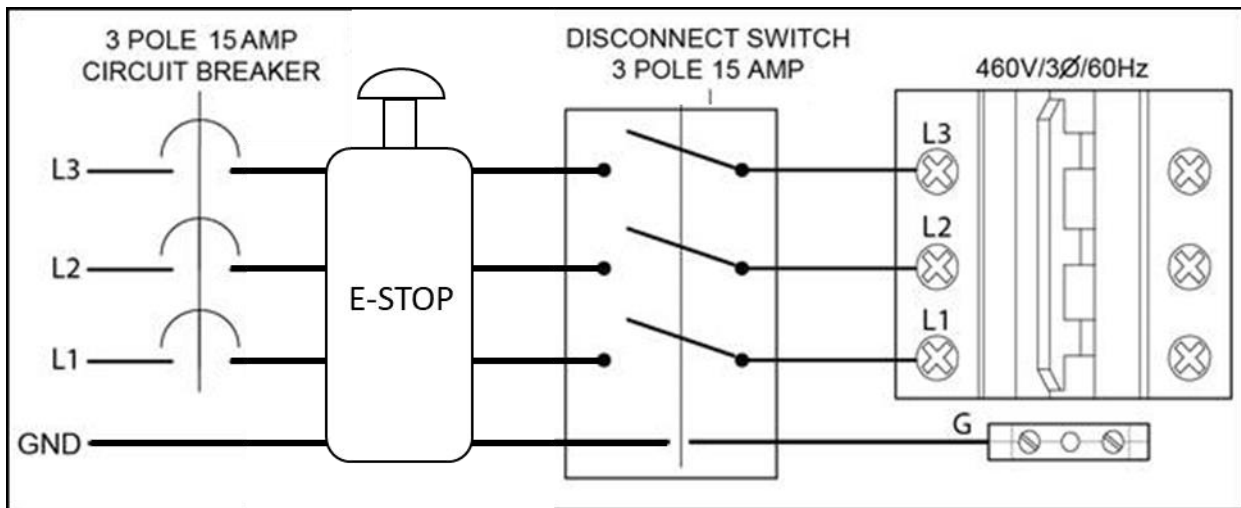 3 POLE 15 AMP
CIRCUIT BREAKER
DISCONNECT SWITCH
3 POLE 15 AMP
460V/3Ø/60Hz
L3
L3
L2
L2
E-STOP
L1
L1
GND
G